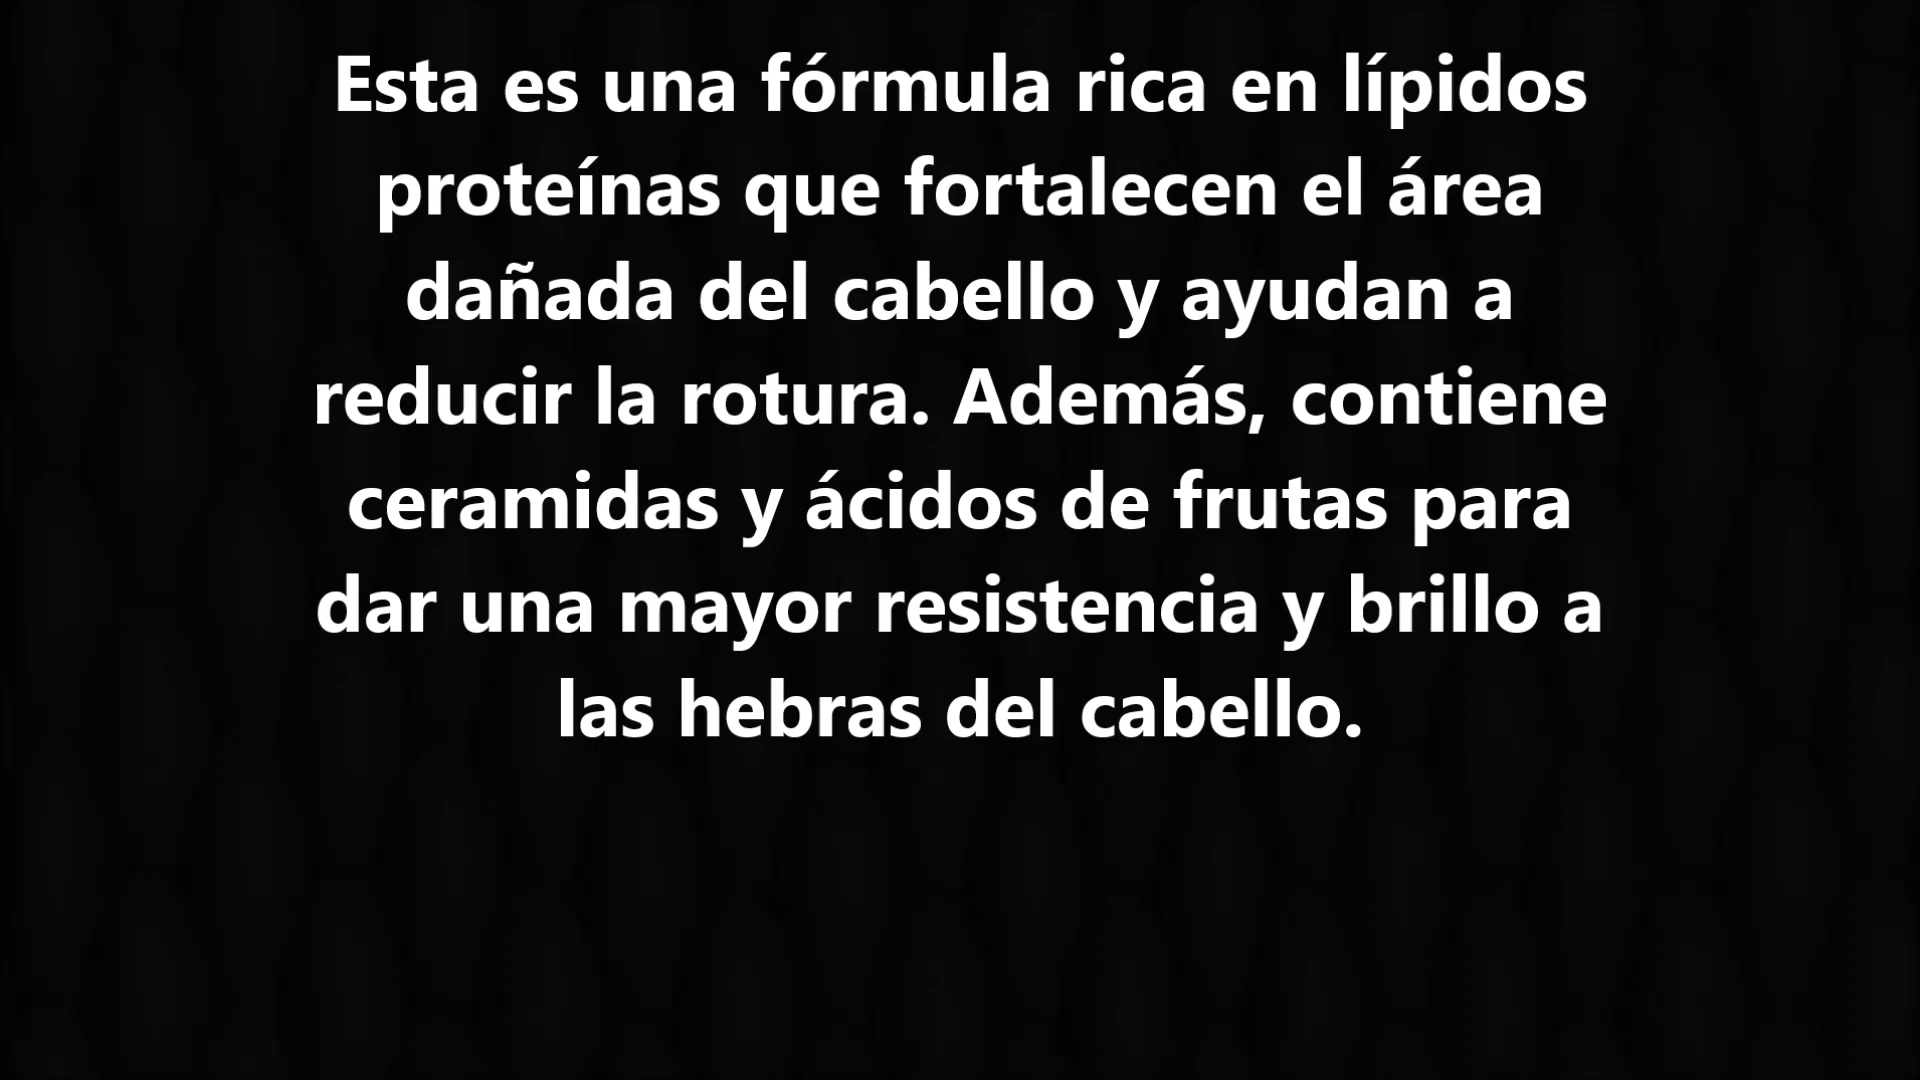 Esta es una fórmula rica en lípidos
proteínas que fortalecen el área
dañada del cabello y ayudan a
reducir la rotura. Además, contiene
ceramidas y ácidos de frutas para
dar una mayor resistencia y brillo a
las hebras del cabello.